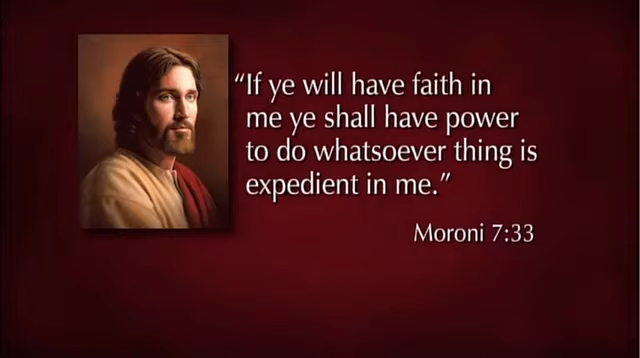 “If ye will have faith in
me ye shall have power
to do whatsoever thing is
expedient in me.”
Moroni 7:33